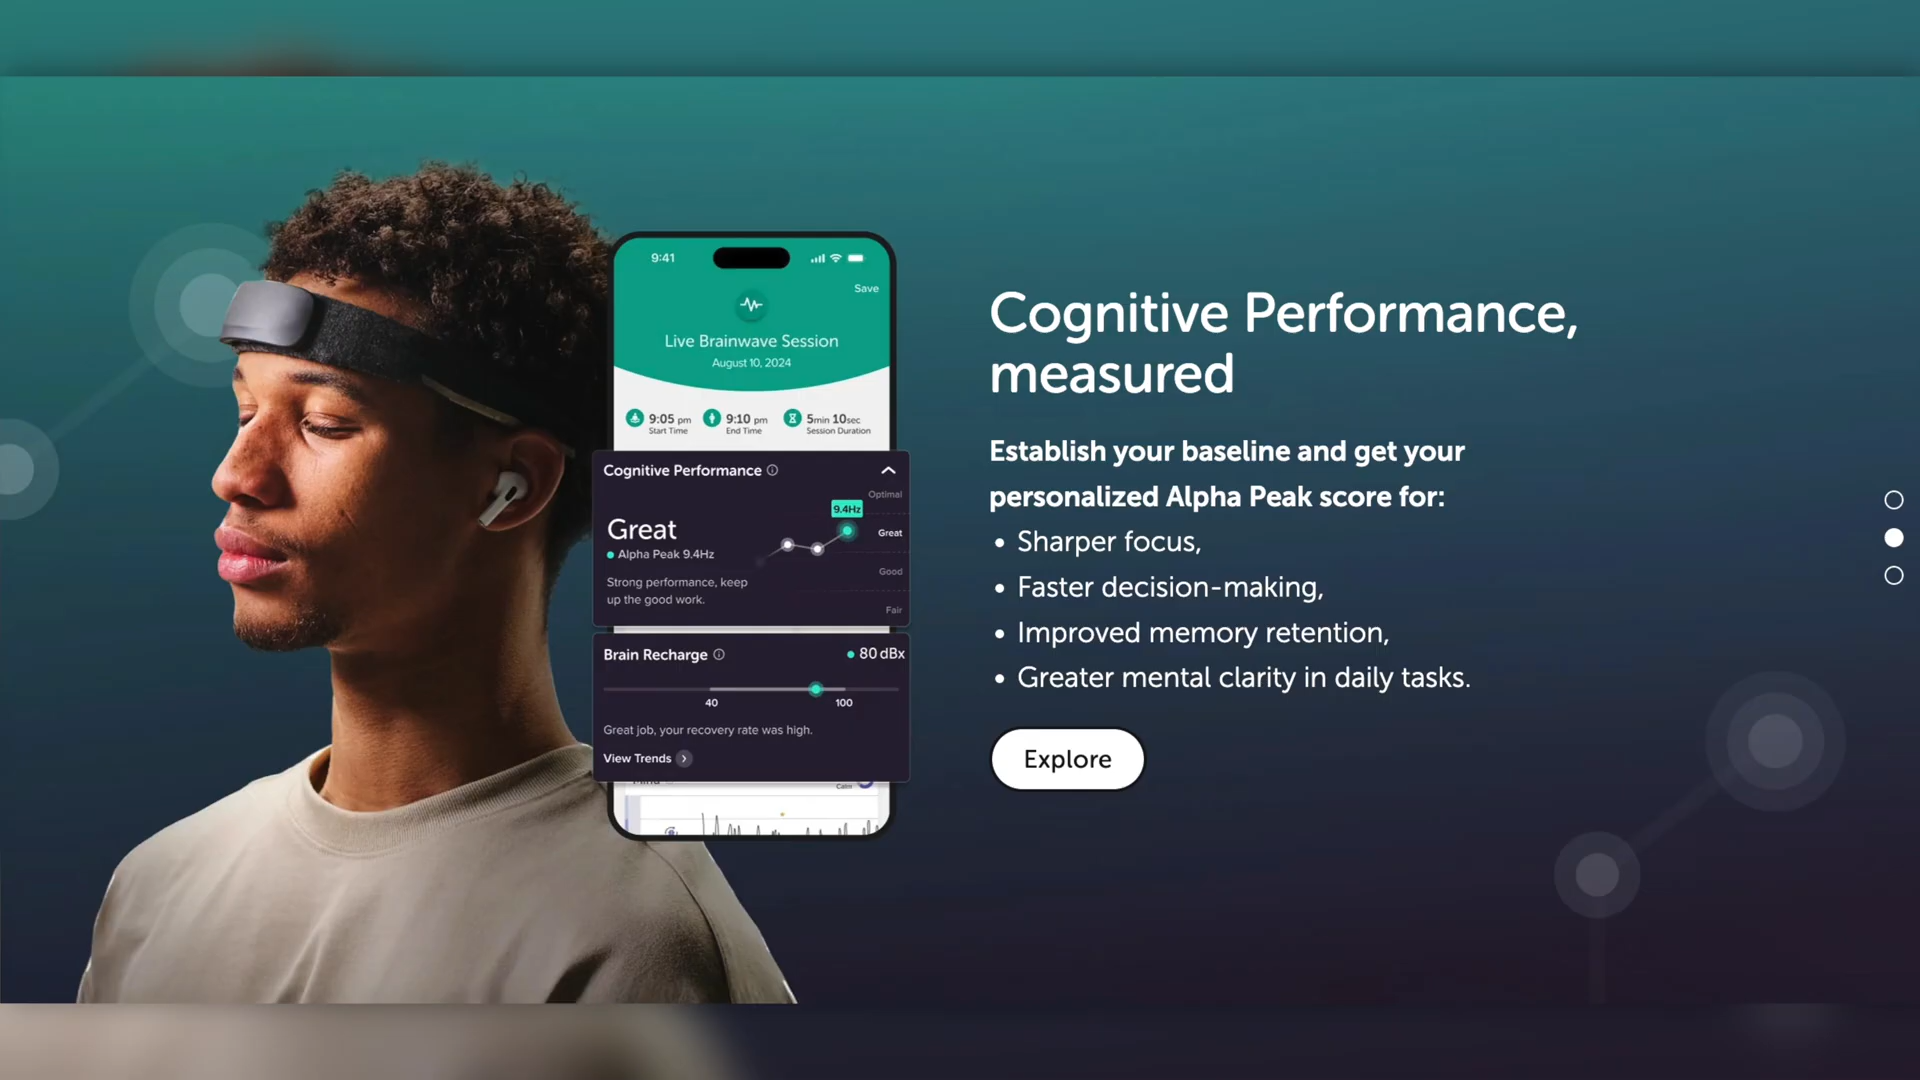 9:41
Save
Live Brainwave Session
August 10, 2024
9:05 pm
Start Time
9:10 pm
End Time
5min 10sec
Session Duration
Cognitive Performance
Optimal
9.4Hz
Great
Great
Alpha Peak 9.4Hz
Good
Strong performance, keep
up the good work.
Fair
Brain Recharge
80 dBx
40
100
Great job, your recovery rate was high.
View Trends
Calm
Cognitive Performance,
measured
Establish your baseline and get your
personalized Alpha Peak score for:
• Sharper focus,
• Faster decision-making,
• Improved memory retention,
• Greater mental clarity in daily tasks.
Explore